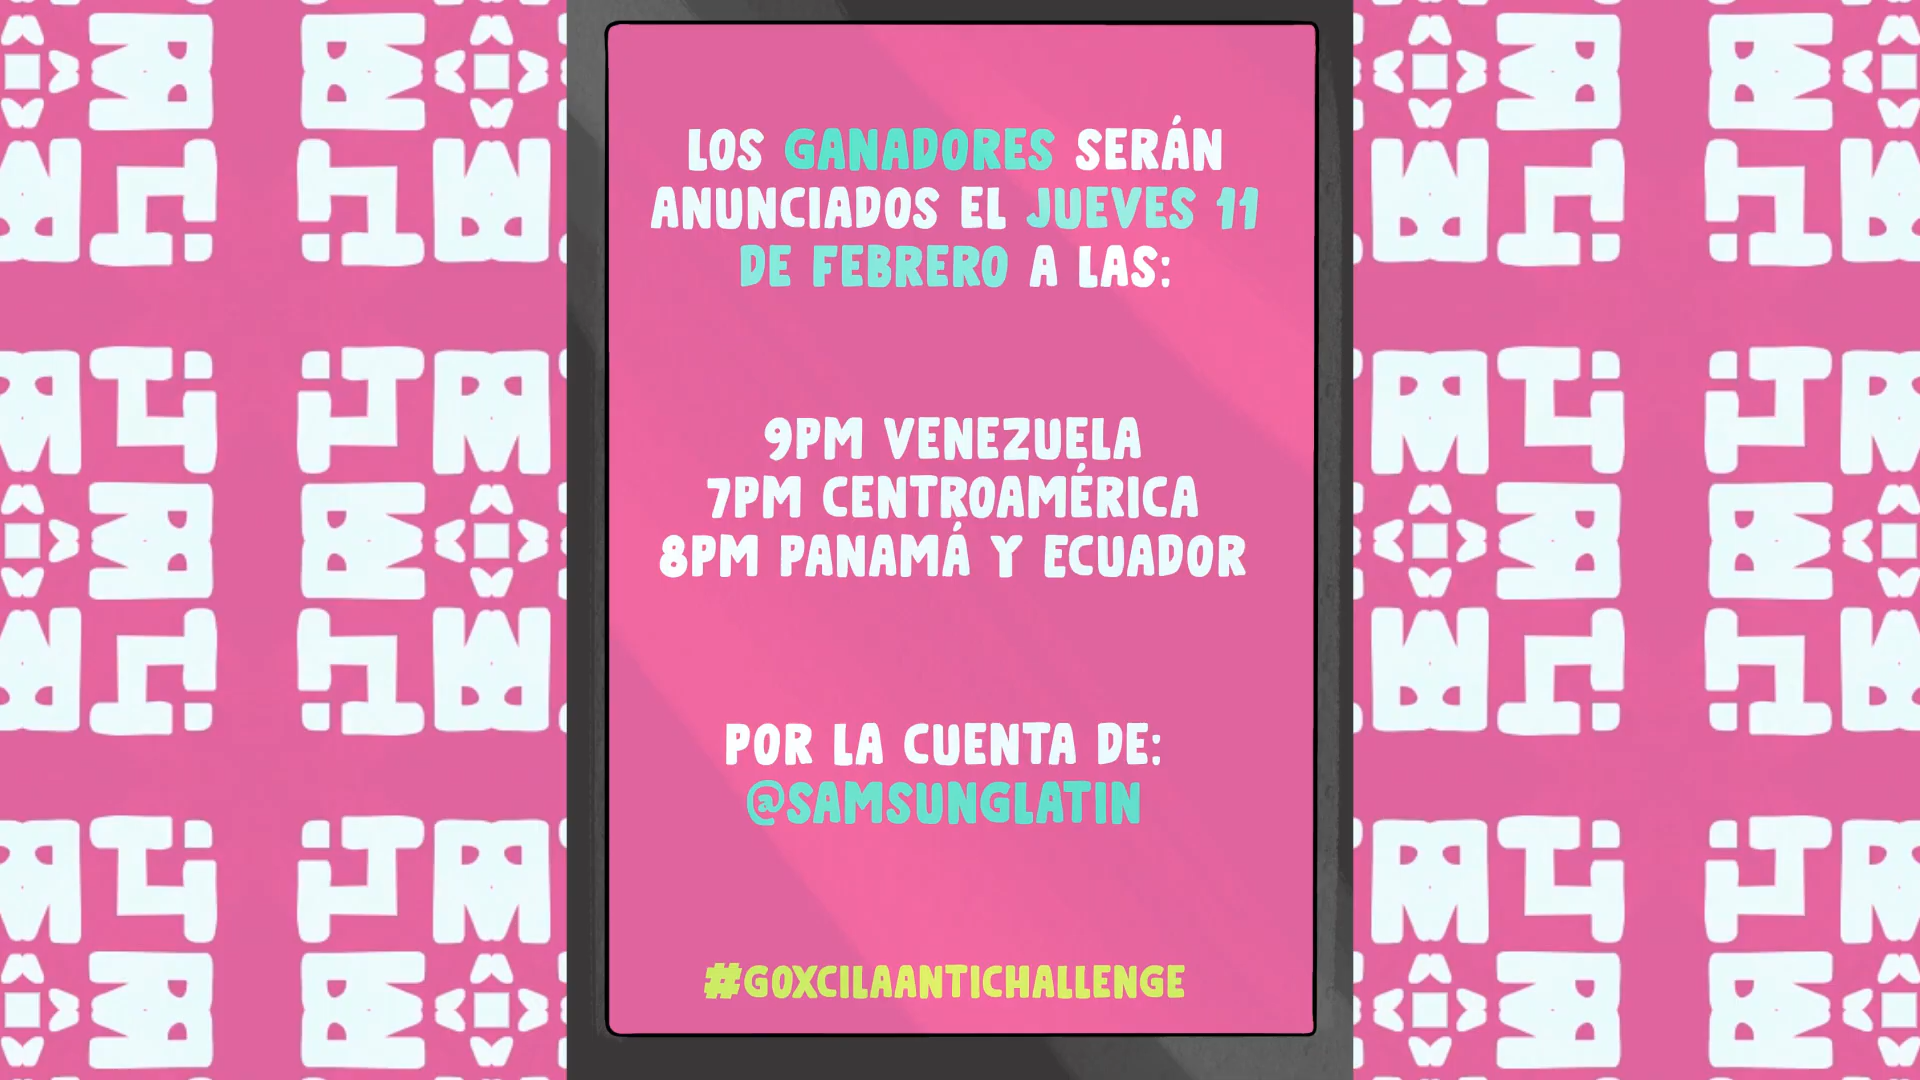 LOS GANADORES SERÁN
ANUNCIADOS EL JUEVES 11
DE FEBRERO A LAS:
9PM VENEZUELA
7PM CENTROAMÉRICA
8PM PANAMÁ Y ECUADOR
POR LA CUENTA DE:
@SAMSUNGLATIN
#GOXCILAANTICHALLENGE